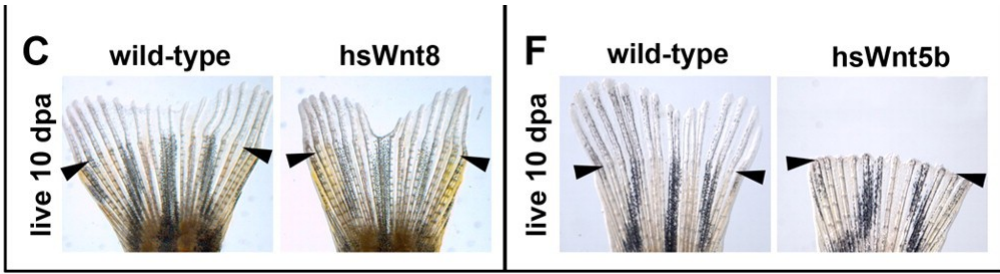 C
wild-type
hsWnt8
live 10 dpa
F
wild-type
hsWnt5b
live 10 dpa